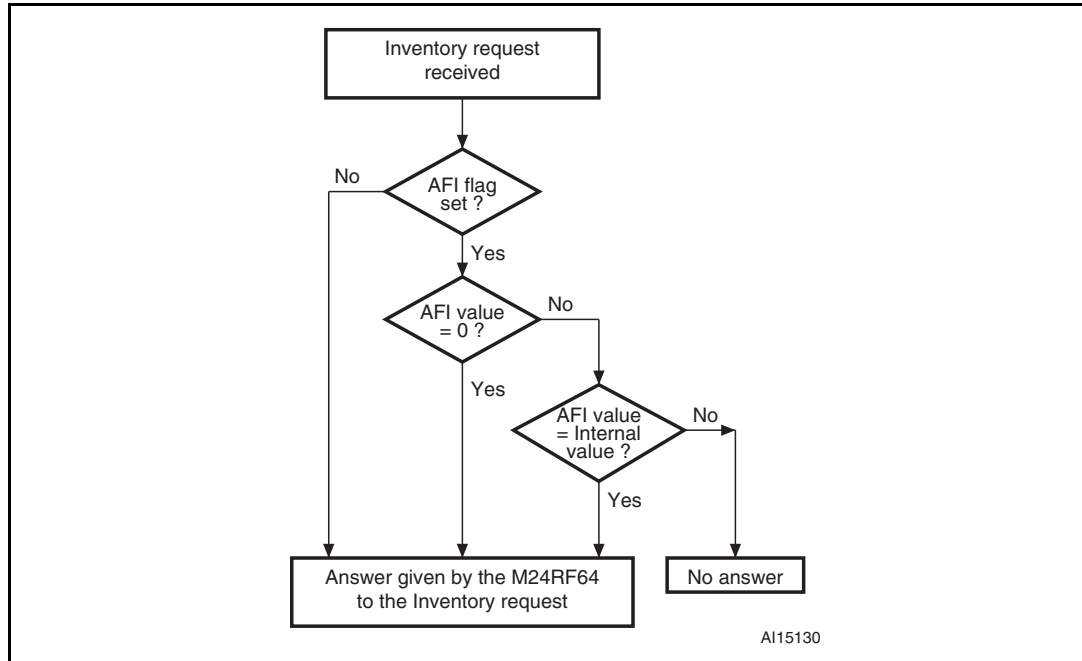 Inventory request
received
No
AFI flag
set ?
Yes
AFI value
= 0 ?
No
Yes
AFI value
= Internal
value ?
No
Yes
Answer given by the M24RF64
to the Inventory request
No answer
AI15130